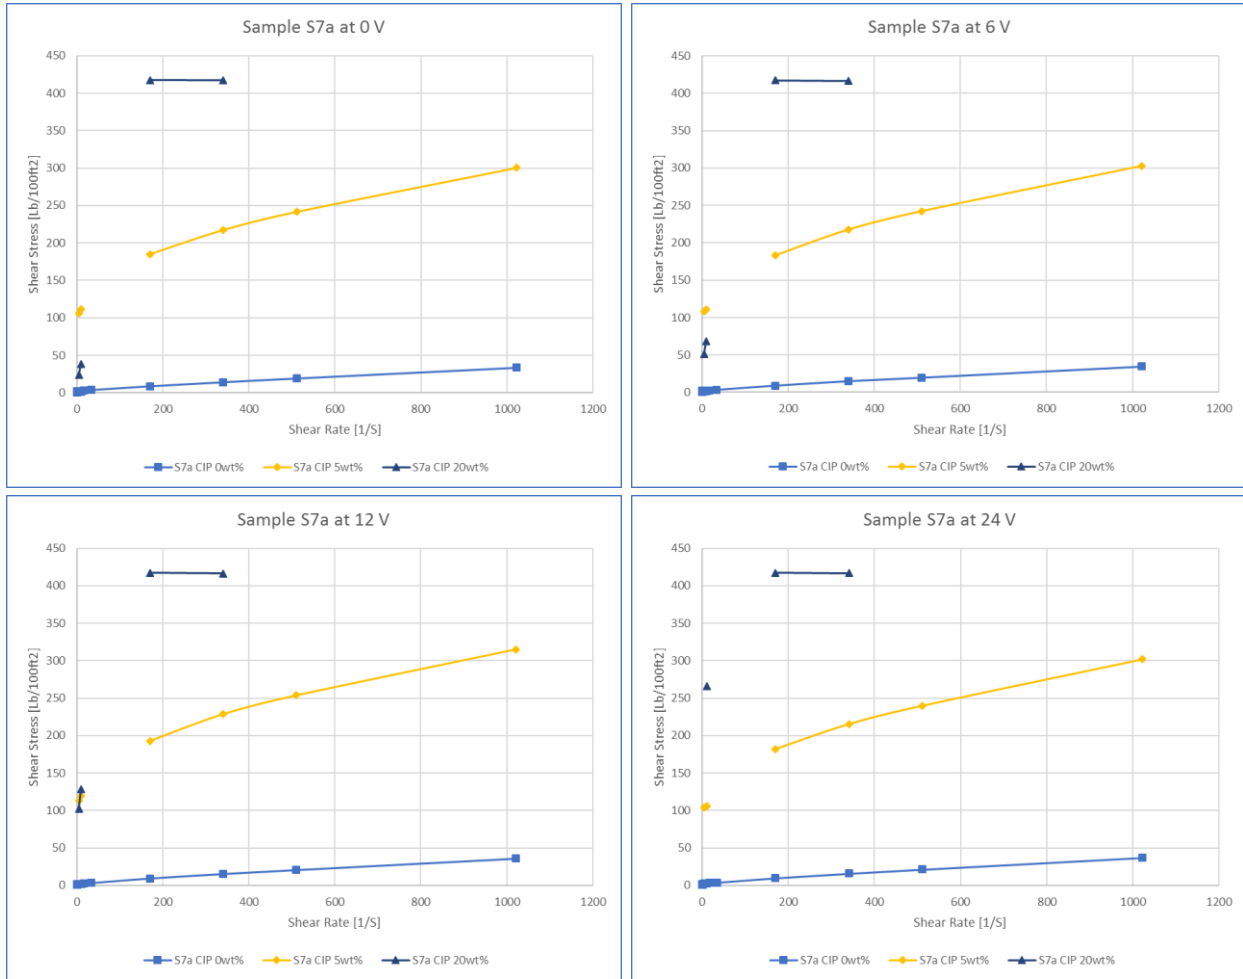 Sample S7a at 0 V
450
400
350
300
250
200
150
100
50
0
Shear Stress [Lb/100ft2]
0 200 400 600 800 1000 1200
Shear Rate [1/S]
S7a CIP 0wt% S7a CIP 5wt% S7a CIP 20wt%
Sample S7a at 6 V
450
400
350
300
250
200
150
100
50
0
Shear Stress [Lb/100ft2]
0 200 400 600 800 1000 1200
Shear Rate [1/S]
S7a CIP 0wt% S7a CIP 5wt% S7a CIP 20wt%
Sample S7a at 12 V
450
400
350
300
250
200
150
100
50
0
Shear Stress [Lb/100ft2]
0 200 400 600 800 1000 1200
Shear Rate [1/S]
S7a CIP 0wt% S7a CIP 5wt% S7a CIP 20wt%
Sample S7a at 24 V
450
400
350
300
250
200
150
100
50
0
Shear Stress [Lb/100ft2]
0 200 400 600 800 1000 1200
Shear Rate [1/S]
S7a CIP 0wt% S7a CIP 5wt% S7a CIP 20wt%